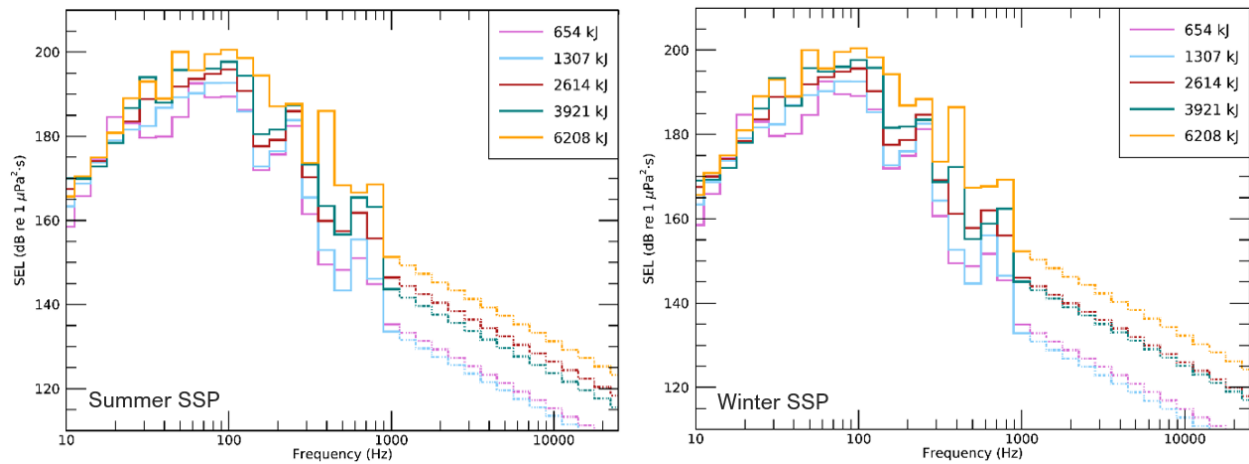 SEL (dB re 1 μPa²·s)
200
180
160
140
120
654 kJ
1307 kJ
2614 kJ
3921 kJ
6208 kJ
Summer SSP
10
100
1000
10000
Frequency (Hz)
SEL (dB re 1 μPa²·s)
200
180
160
140
120
654 kJ
1307 kJ
2614 kJ
3921 kJ
6208 kJ
Winter SSP
10
100
1000
10000
Frequency (Hz)